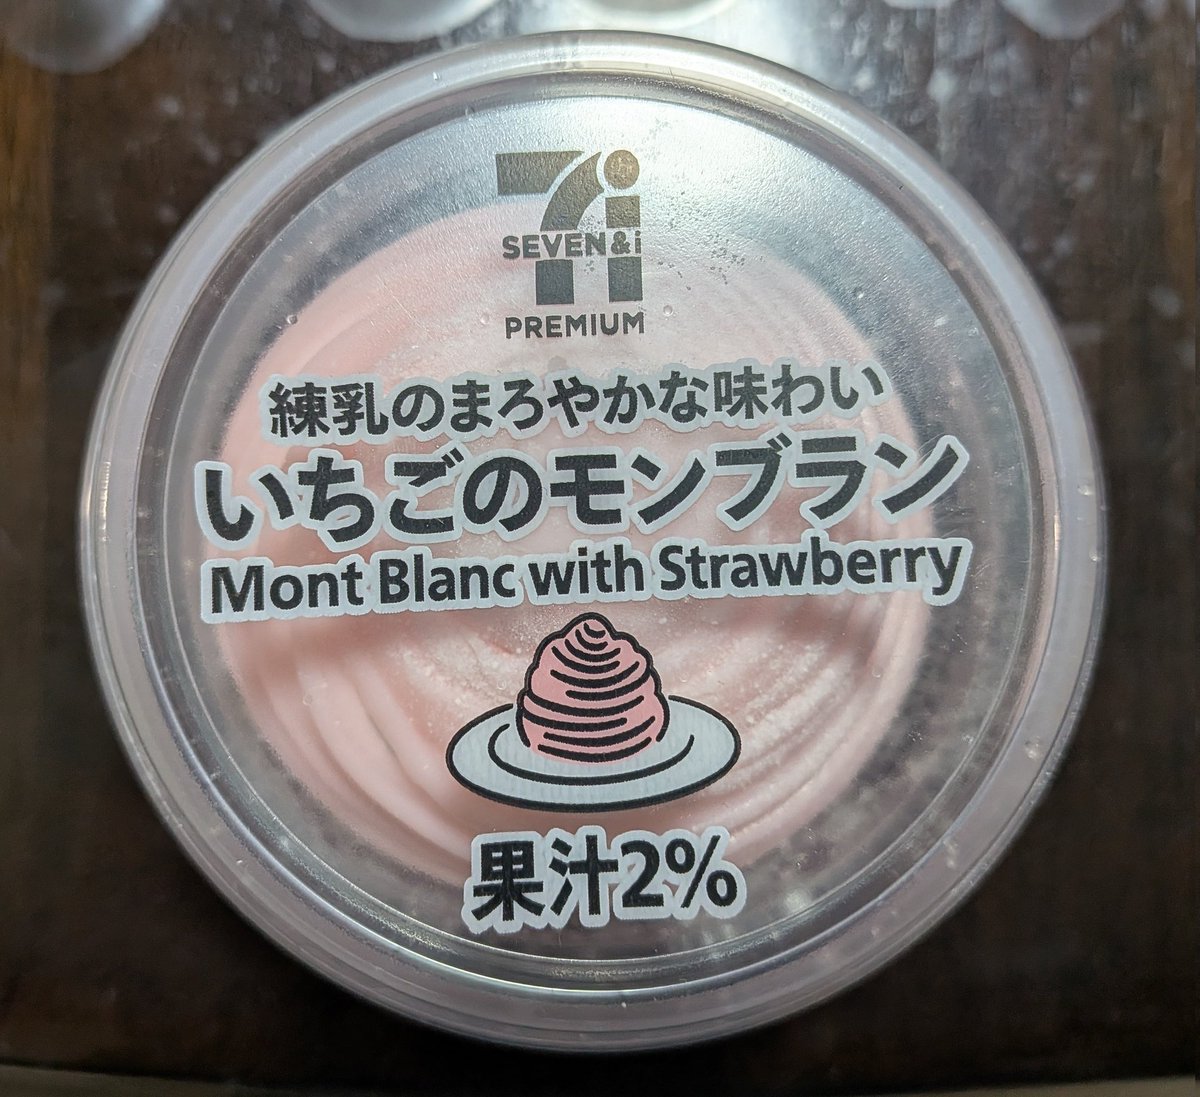 7i
SEVEN&i
PREMIUM
練乳のまろやかな味わい
いちごのモンブラン
Mont Blanc with Strawberry
果汁2%